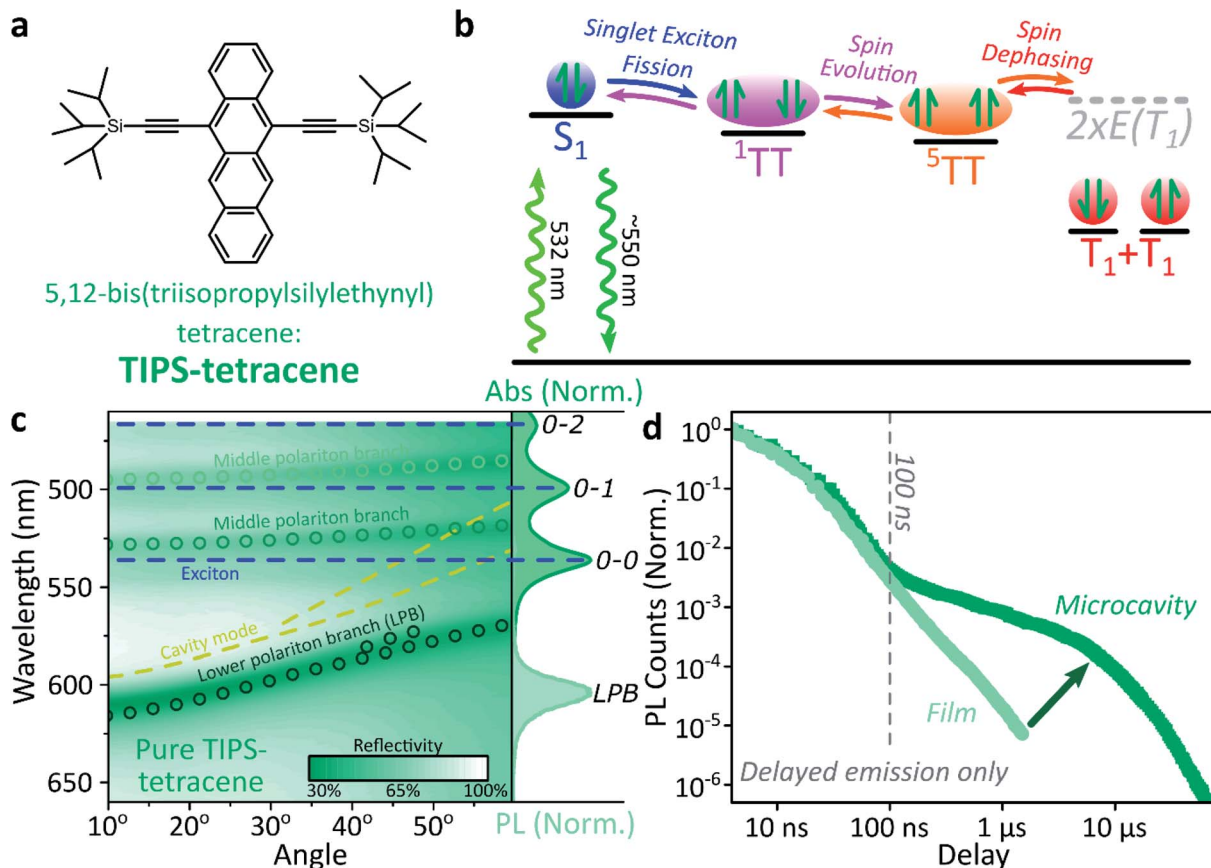 a
Si
Si
5,12-bis(triisopropylsilylethynyl)
tetracene:
TIPS-tetracene
b
Singlet Exciton
Fission
Spin
Evolution
Spin
Dephasing
S₁
¹TT
⁵TT
2xE(T₁)
T₁+T₁
532 nm
~550 nm
c
Abs (Norm.)
0-2
Middle polariton branch
0-1
Middle polariton branch
0-0
Exciton
Cavity mode
Lower polariton branch (LPB)
LPB
Pure TIPS-
tetracene
Reflectivity
30%
65%
100%
Wavelength (nm)
500
550
600
650
10º
20º
30º
40º
50º
Angle
PL (Norm.)
d
PL Counts (Norm.)
10⁰
10⁻¹
10⁻²
10⁻³
10⁻⁴
10⁻⁵
10⁻⁶
100 ns
Microcavity
Film
Delayed emission only
10 ns
100 ns
1 µs
10 µs
Delay